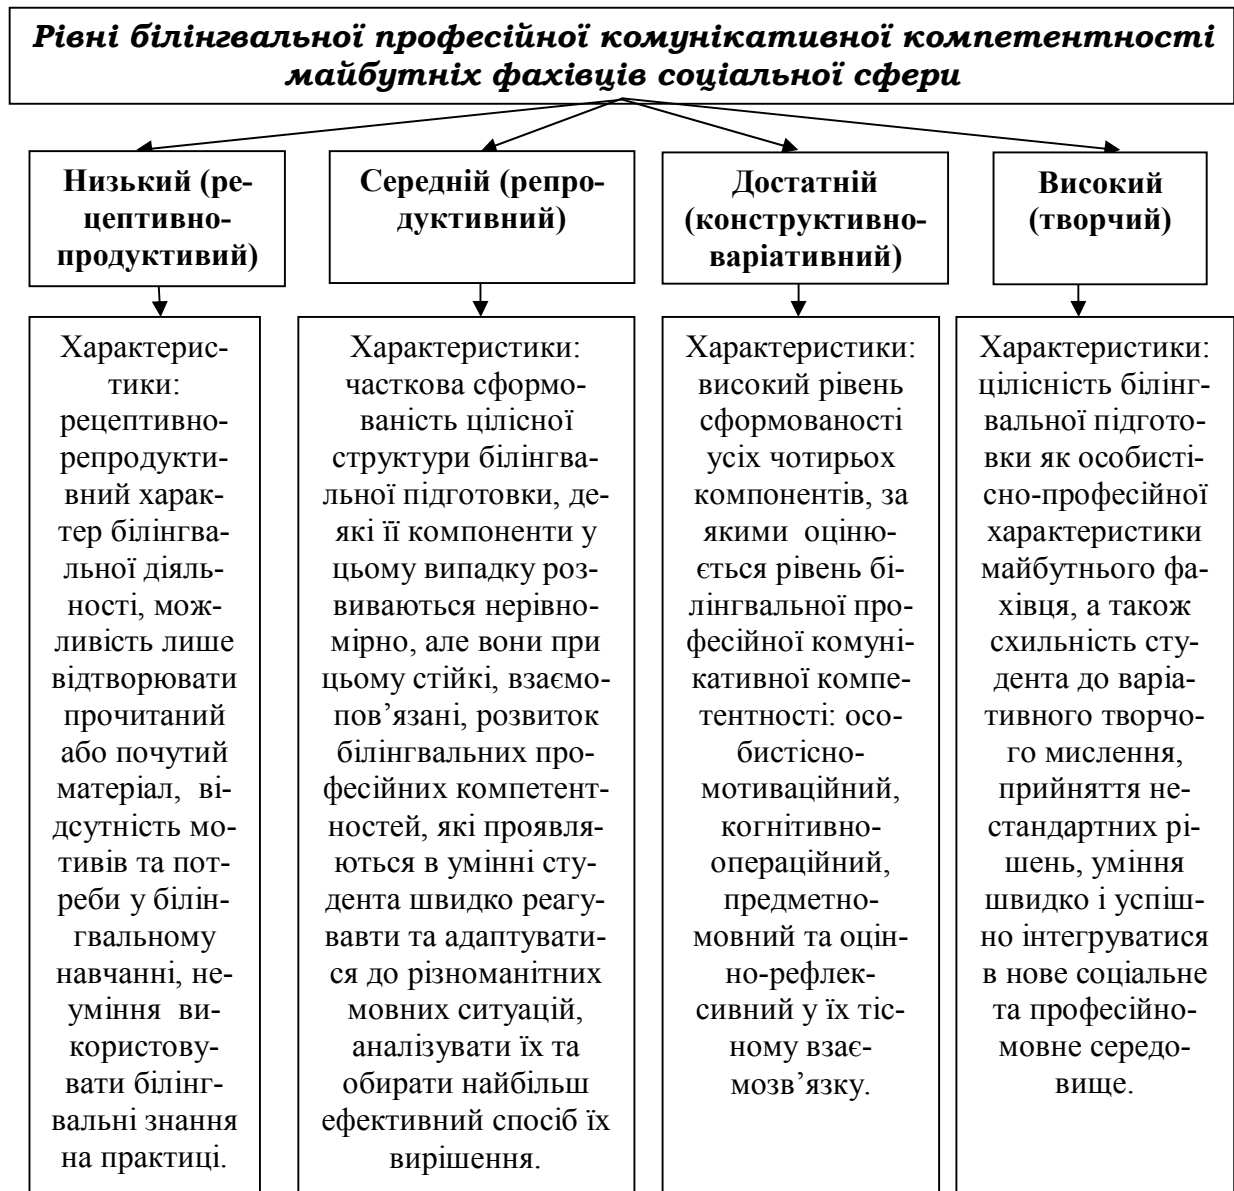 Рівні білінгвальної професійної комунікативної компетентності
майбутніх фахівців соціальної сфери
Низький (ре-
цептивно-
продуктивий)
Середній (репро-
дуктивний)
Достатній
(конструктивно-
варіативний)
Високий
(творчий)
Характерис-
тики:
рецептивно-
репродукти-
вний харак-
тер білінгва-
льної діяль-
ності, мож-
ливість лише
відтворювати
прочитаний
або почутий
матеріал, ві-
дсутність мо-
тивів та пот-
реби у білін-
гвальному
навчанні, не-
уміння ви-
користову-
вати білінг-
вальні знання
на практиці.
Характеристики:
часткова сформо-
ваність цілісної
структури білінгва-
льної підготовки, де-
які її компоненти у
цьому випадку роз-
виваються нерівно-
мірно, але вони при
цьому стійкі, взаємо-
пов’язані, розвиток
білінгвальних про-
фесійних компетент-
ностей, які проявля-
ються в умінні сту-
дента швидко реагу-
вавти та адаптувати-
ся до різноманітних
мовних ситуацій,
аналізувати їх та
обирати найбільш
ефективний спосіб їх
вирішення.
Характеристики:
високий рівень
сформованості
усіх чотирьох
компонентів, за
якими оціню-
ється рівень бі-
лінгвальної про-
фесійної комуні-
кативної компе-
тентності: осо-
бистісно-
мотиваційний,
когнітивно-
операційний,
предметно-
мовний та оцін-
но-рефлек-
сивний у їх тіс-
ному взає-
мозв’язку.
Характеристики:
цілісність білінг-
вальної підгото-
вки як особисті-
сно-професійної
характеристики
майбутнього фа-
хівця, а також
схильність сту-
дента до варіа-
тивного творчо-
го мислення,
прийняття не-
стандартних рі-
шень, уміння
швидко і успіш-
но інтегруватися
в нове соціальне
та професійно-
мовне середо-
вище.